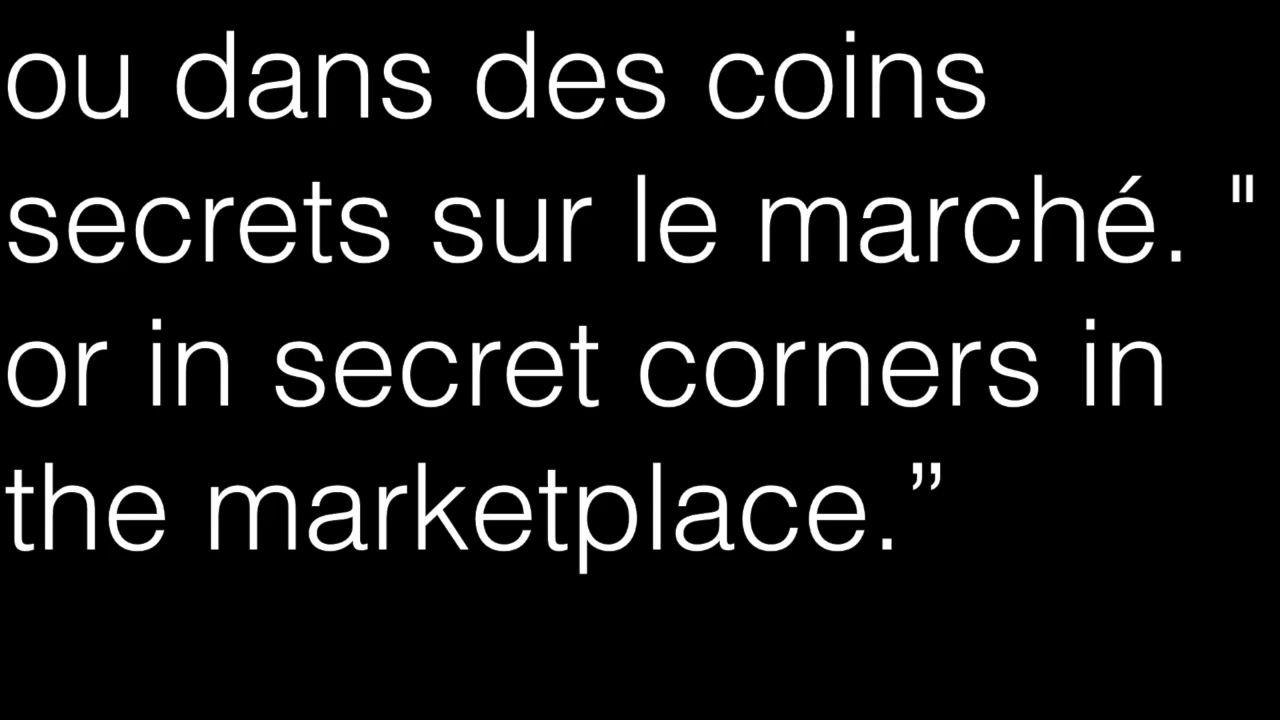 ou dans des coins
secrets sur le marché. "
or in secret corners in
the marketplace.”